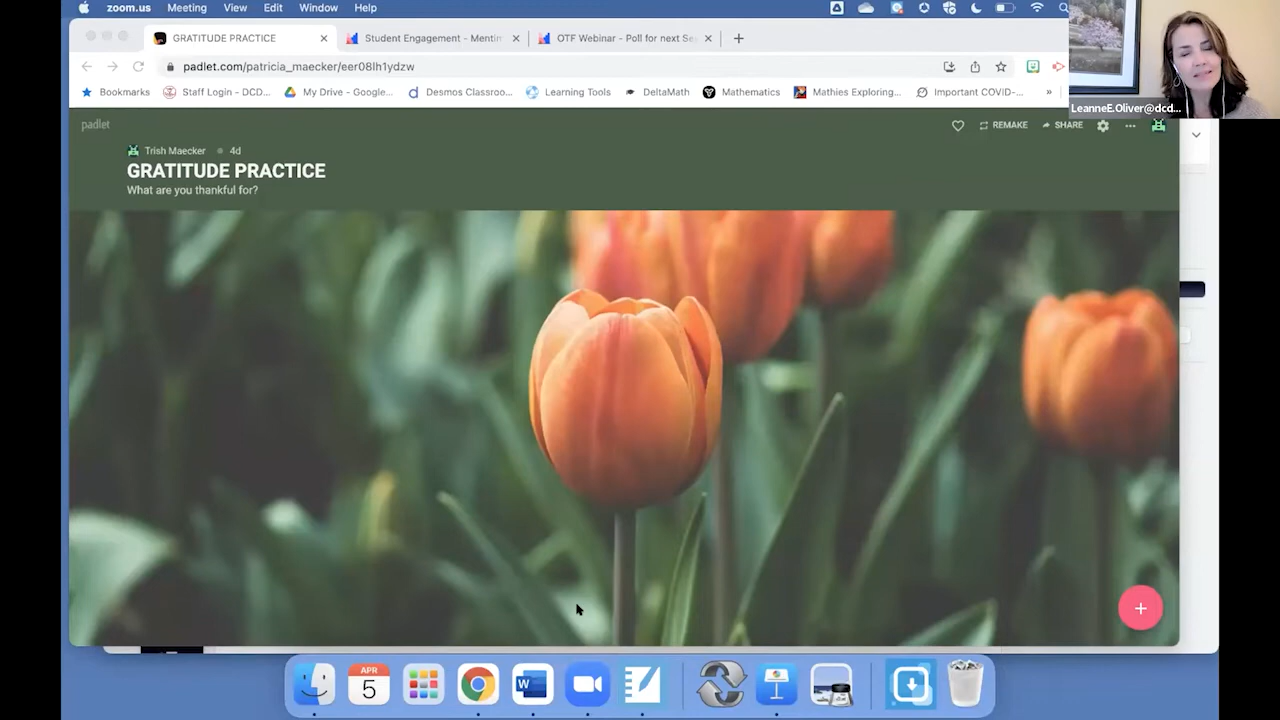 zoom.us Meeting View Edit Window Help
GRATITUDE PRACTICE
Student Engagement - Mentim
OTF Webinar - Poll for next Se
padlet.com/patricia_maecker/eer08lh1ydzw
Bookmarks Staff Login - DCD... My Drive - Google... Desmos Classroo... Learning Tools DeltaMath Mathematics Mathies Exploring... Important COVID-... »
LeanneE.Oliver@dcd...
padlet
REMAKE SHARE
Trish Maecker 4d
GRATITUDE PRACTICE
What are you thankful for?
APR
5
W